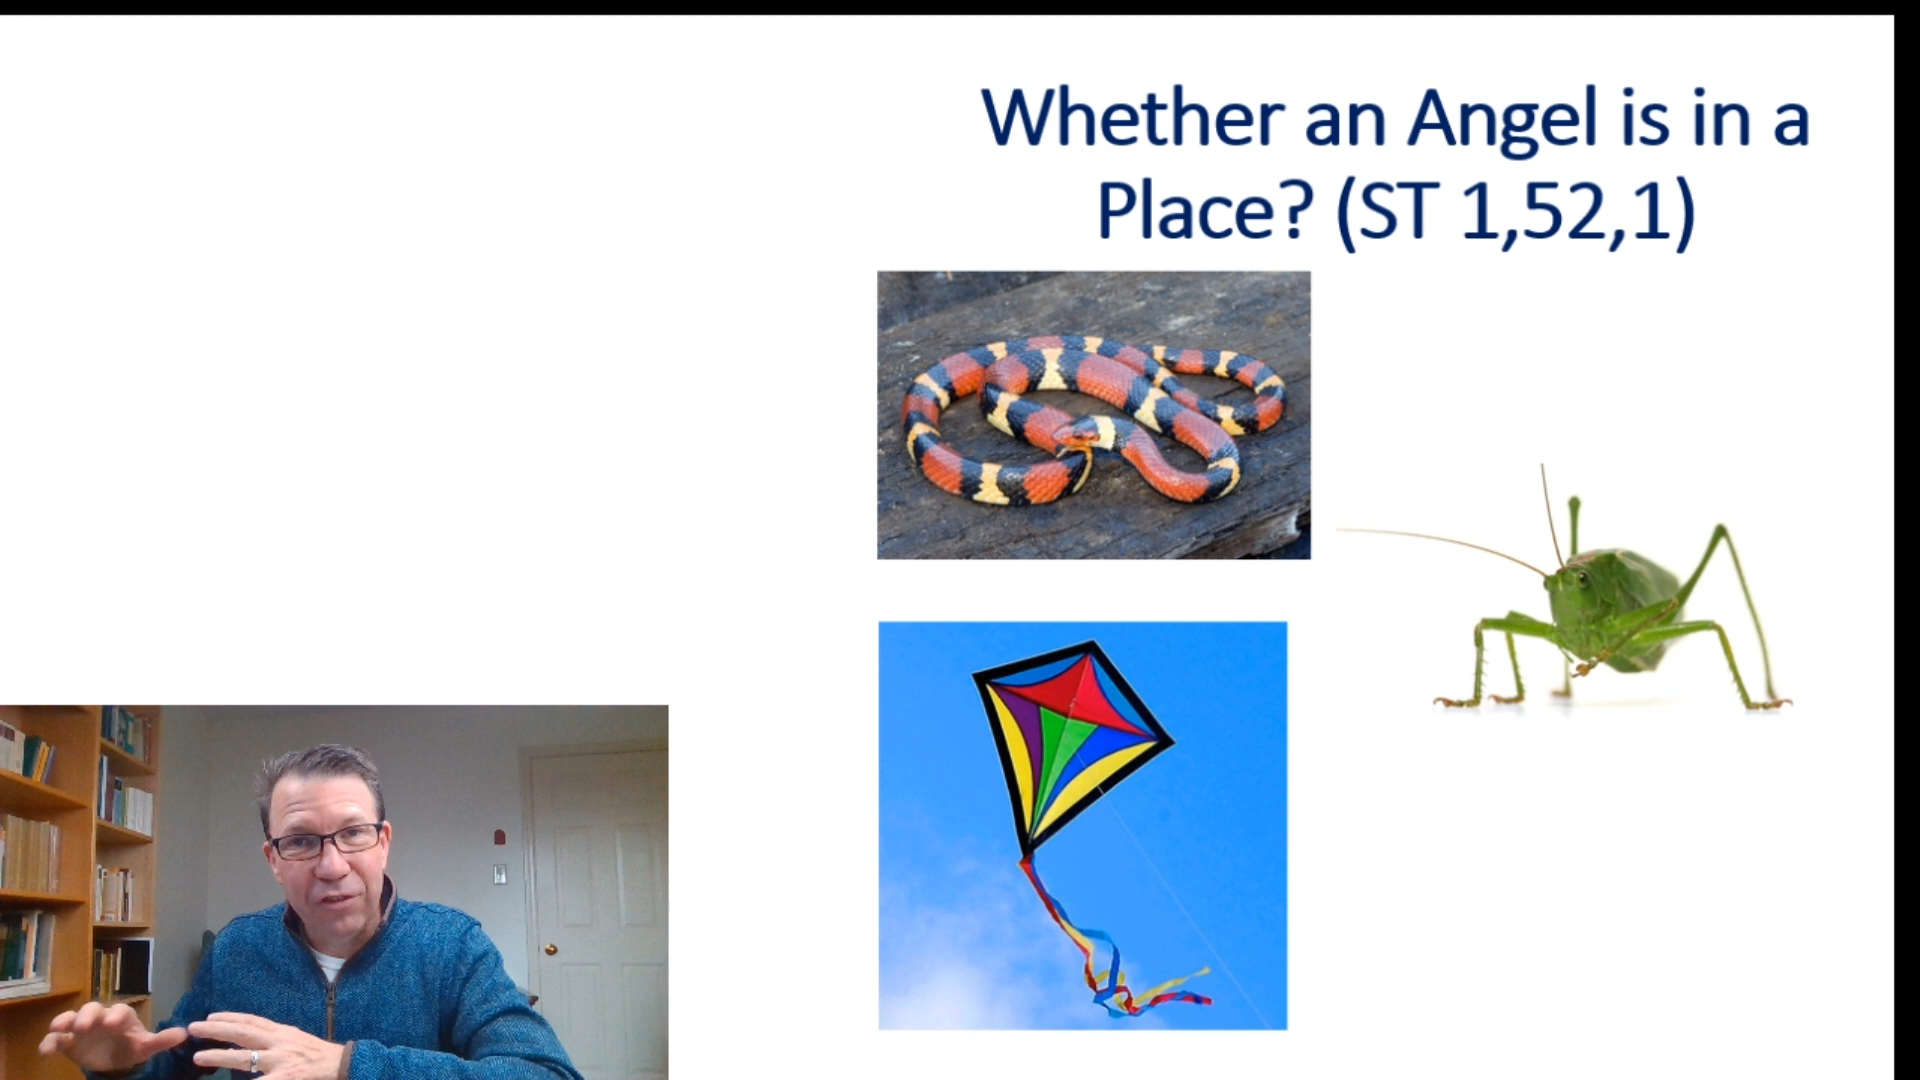 Whether an Angel is in a
Place? (ST 1,52,1)